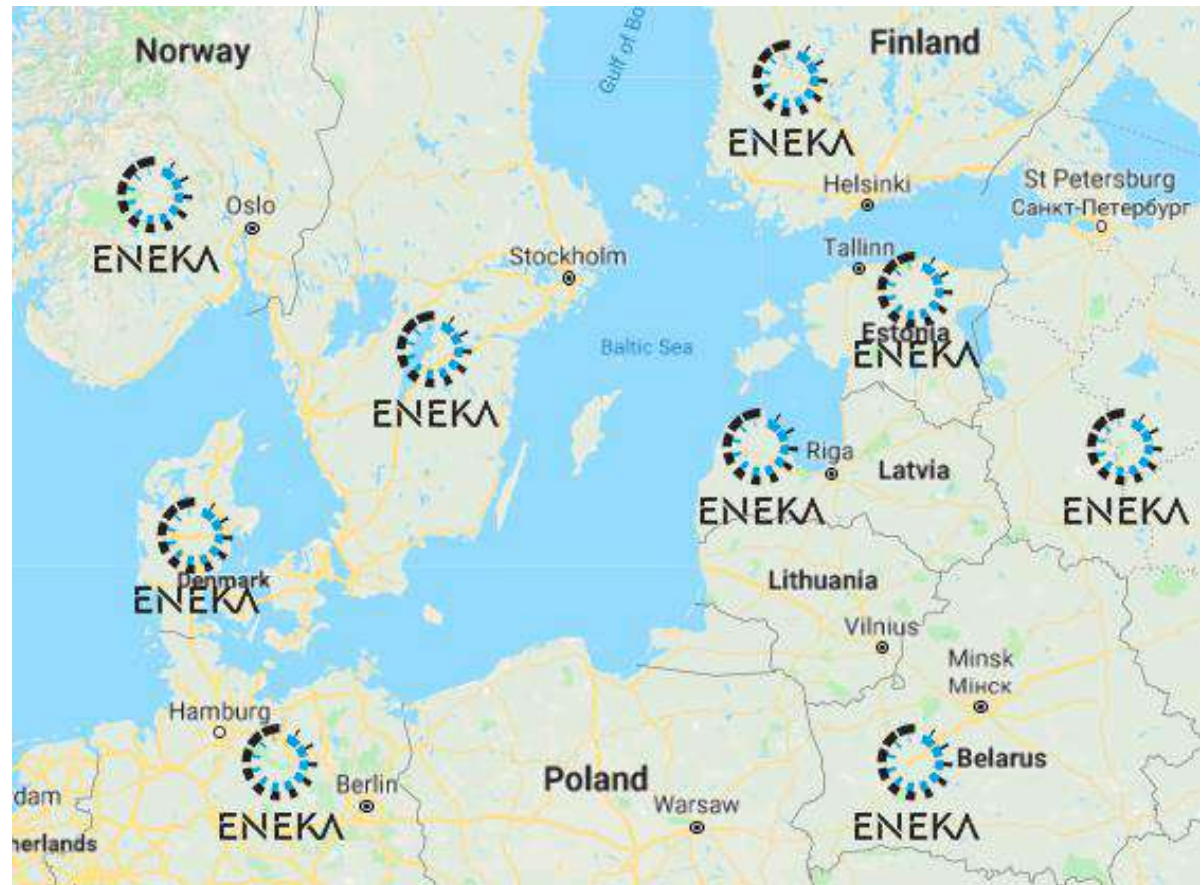 Norway
Gulf of Bo
Finland
ENEKA
Helsinki
St Petersburg
Санкт-Петербург
Oslo
ENEKA
Stockholm
Tallinn
Estonia
ENEKA
Baltic Sea
ENEKA
Riga
Latvia
ENEKA
ENEKA
Denmark
ENEKA
Lithuania
Vilnius
Minsk
Мінск
Hamburg
Belarus
Berlin
Poland
Warsaw
dam
herlands
ENEKA
ENEKA